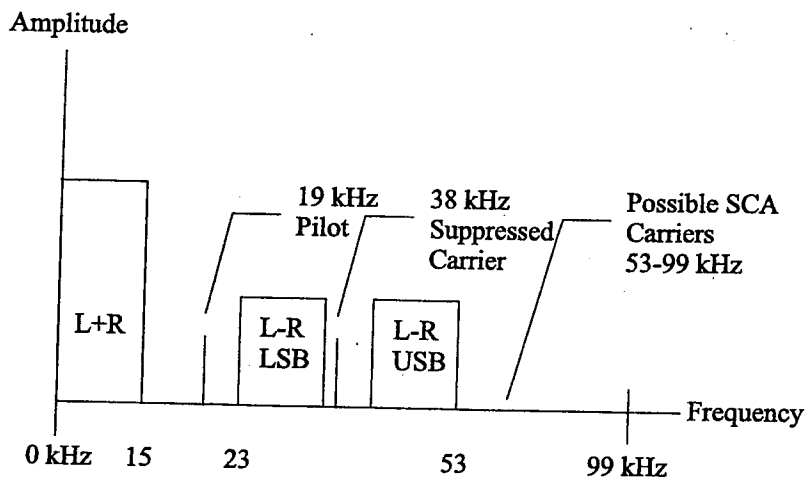 Amplitude
19 kHz
Pilot
38 kHz
Suppressed
Carrier
Possible SCA
Carriers
53-99 kHz
L+R
L-R
LSB
L-R
USB
Frequency
0 kHz
15
23
53
99 kHz